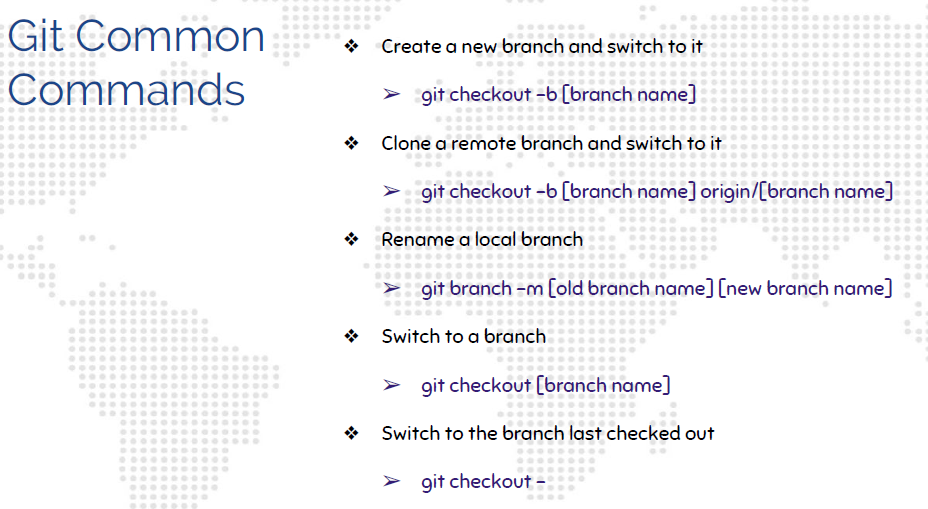 Git Common
Commands
❖ Create a new branch and switch to it
➢ git checkout -b [branch name]
❖ Clone a remote branch and switch to it
➢ git checkout -b [branch name] origin/[branch name]
❖ Rename a local branch
➢ git branch -m [old branch name] [new branch name]
❖ Switch to a branch
➢ git checkout [branch name]
❖ Switch to the branch last checked out
➢ git checkout -